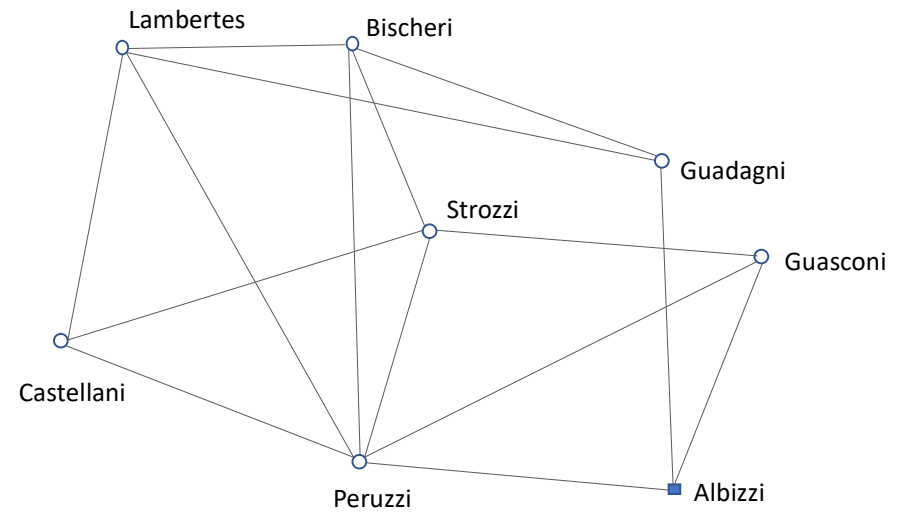 Lambertes
Bischeri
Guadagni
Strozzi
Guasconi
Castellani
Peruzzi
Albizzi